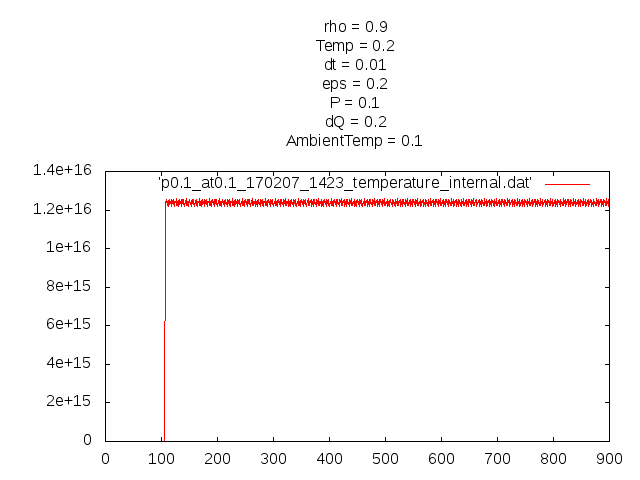 rho = 0.9
Temp = 0.2
dt = 0.01
eps = 0.2
P = 0.1
dQ = 0.2
AmbientTemp = 0.1
1.4e+16
'p0.1_at0.1_170207_1423_temperature_internal.dat'
1.2e+16
1e+16
8e+15
6e+15
4e+15
2e+15
0
0 100 200 300 400 500 600 700 800 900